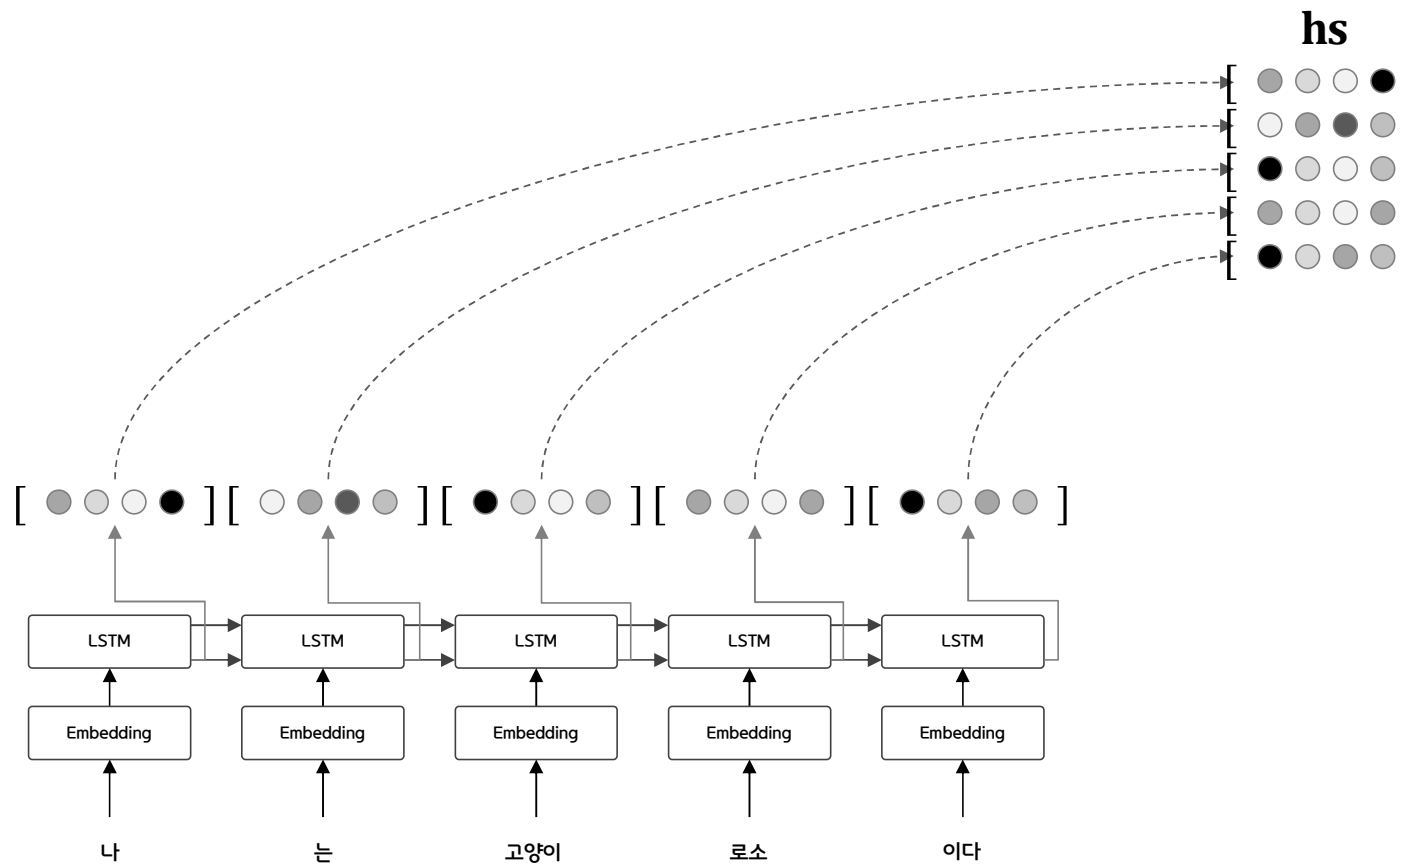 hs
LSTM LSTM LSTM LSTM LSTM
Embedding Embedding Embedding Embedding Embedding
나 는 고양이 로소 이다